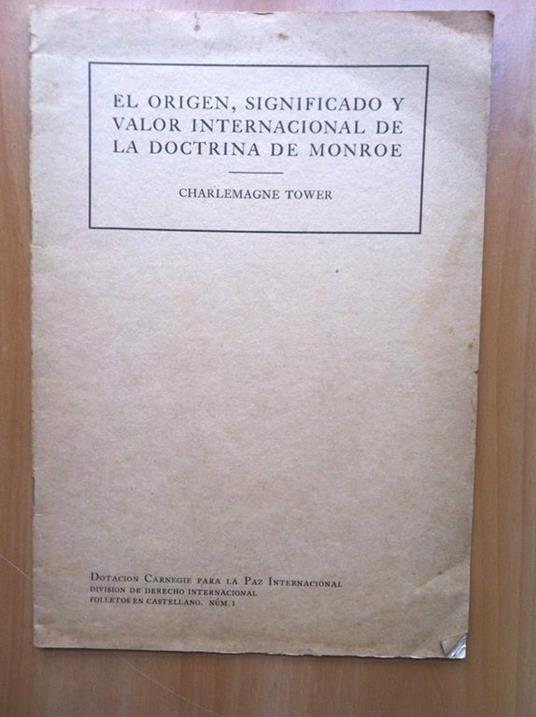 EL ORIGEN, SIGNIFICADO Y
VALOR INTERNACIONAL DE
LA DOCTRINA DE MONROE
CHARLEMAGNE TOWER
DOTACION CARNEGIE PARA LA PAZ INTERNACIONAL
DIVISION DE DERECHO INTERNACIONAL
FOLLETOS EN CASTELLANO. NÚM. 1